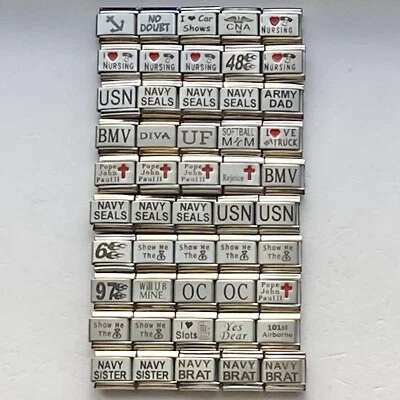 NO DOUBT
I ❤ Car Shows
CNA
I ❤ NURSING
I ❤ NURSING
I ❤ NURSING
I ❤ NURSING
48
I ❤ NURSING
USN
NAVY SEALS
NAVY SEALS
NAVY SEALS
ARMY DAD
BMV
DIVA
UF
SOFTBALL M❤M
L❤VE TRUCK
Pope John Paul II
Pope John Paul II
Pope John Paul II
Rejoice
BMV
NAVY SEALS
NAVY SEALS
NAVY SEALS
USN
USN
6
Show Me The
Show Me The
Show Me The
Show Me The
97
Will U B MINE
OC
OC
Pope John Paul II
Show Me The
Show Me The
I ❤ Slots
Yes Dear
101st Airborne
NAVY SISTER
NAVY SISTER
NAVY BRAT
NAVY BRAT
NAVY BRAT